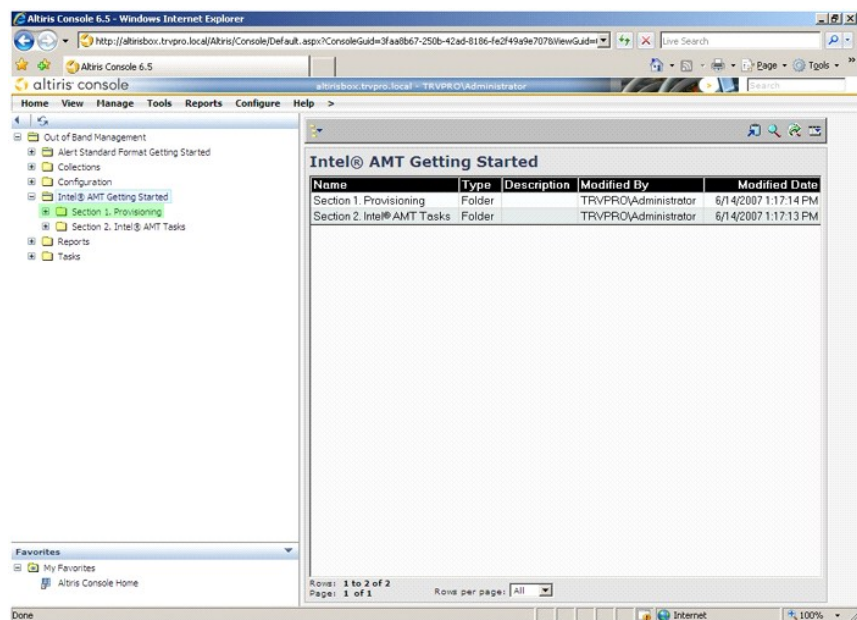 Altiris Console 6.5 - Windows Internet Explorer
http://altirisbox.trvpro.local/Altiris/Console/Default.aspx?ConsoleGuid=3faa8b67-250b-42ad-8186-fe2f49a9e707&ViewGuid=
Live Search
Altiris Console 6.5
Page
Tools
altiris console
altirisbox.trvpro.local - TRVPRO\Administrator
Search
Home View Manage Tools Reports Configure Help >
Out of Band Management
Alert Standard Format Getting Started
Collections
Configuration
Intel® AMT Getting Started
Section 1. Provisioning
Section 2. Intel® AMT Tasks
Reports
Tasks
Intel® AMT Getting Started
Name Type Description Modified By Modified Date
Section 1. Provisioning Folder TRVPRO\Administrator 6/14/2007 1:17:14 PM
Section 2. Intel® AMT Tasks Folder TRVPRO\Administrator 6/14/2007 1:17:13 PM
Favorites
My Favorites
Altiris Console Home
Rows: 1 to 2 of 2
Page: 1 of 1
Rows per page: All
Done
Internet
100%